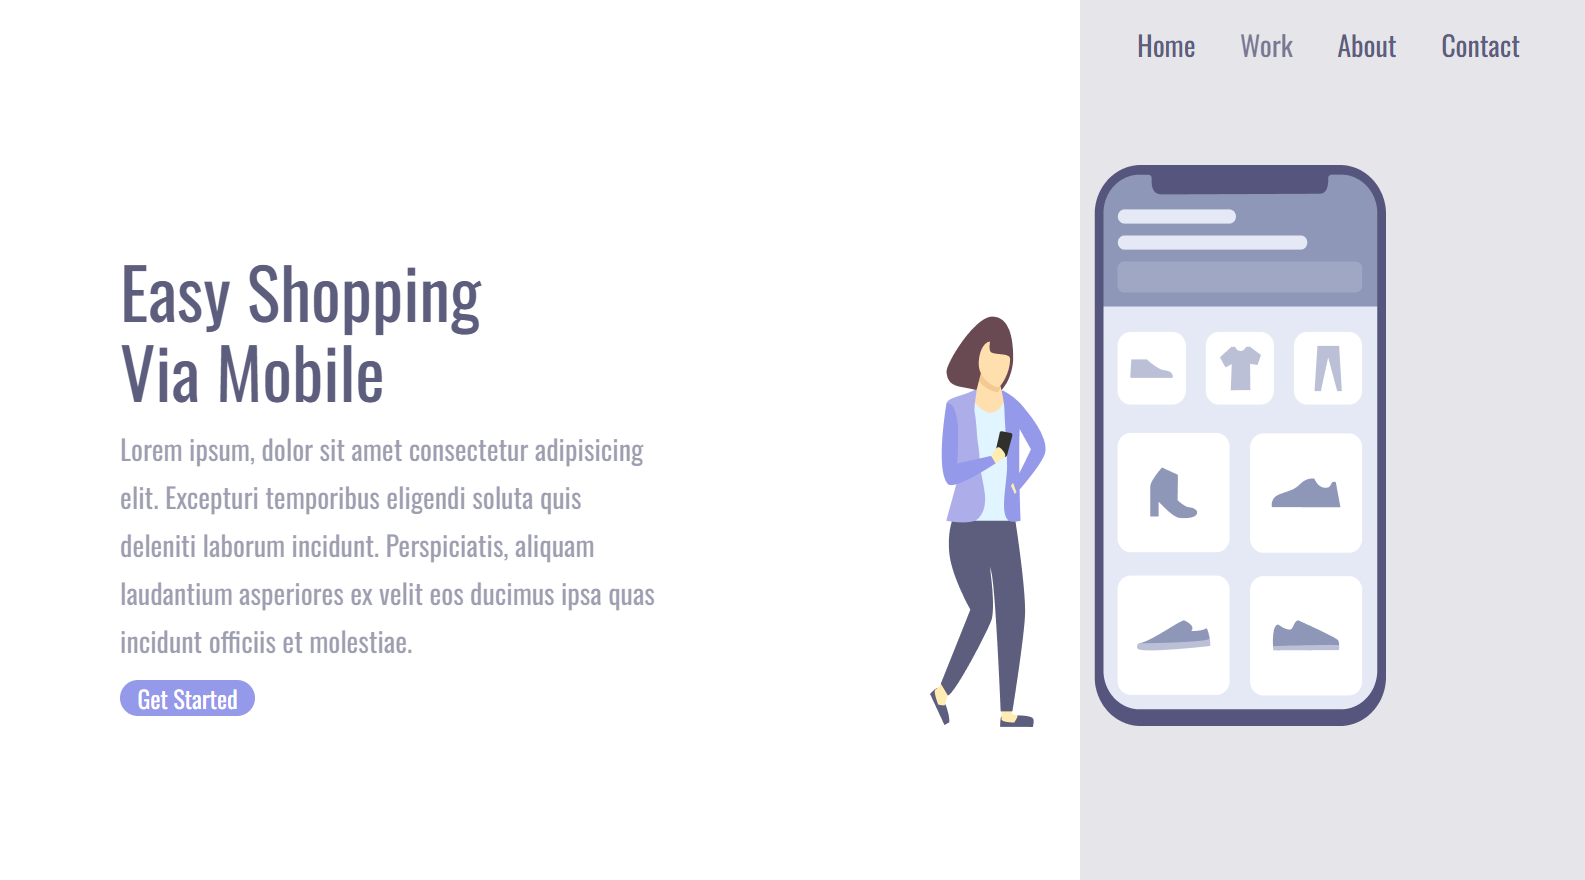 Home Work About Contact
Easy Shopping
Via Mobile
Lorem ipsum, dolor sit amet consectetur adipisicing
elit. Excepturi temporibus eligendi soluta quis
deleniti laborum incidunt. Perspiciatis, aliquam
laudantium asperiores ex velit eos ducimus ipsa quas
incidunt officiis et molestiae.
Get Started